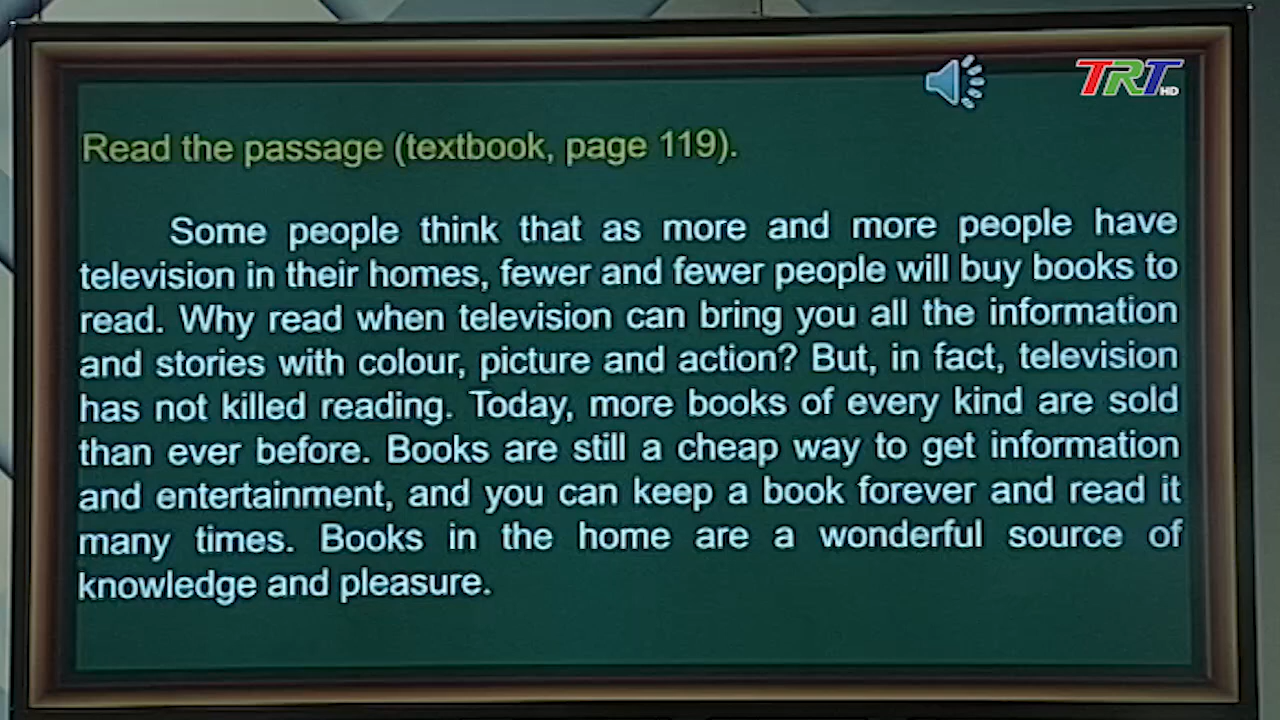 TRT HD
Read the passage (textbook, page 119).
Some people think that as more and more people have
television in their homes, fewer and fewer people will buy books to
read. Why read when television can bring you all the information
and stories with colour, picture and action? But, in fact, television
has not killed reading. Today, more books of every kind are sold
than ever before. Books are still a cheap way to get information
and entertainment, and you can keep a book forever and read it
many times. Books in the home are a wonderful source of
knowledge and pleasure.